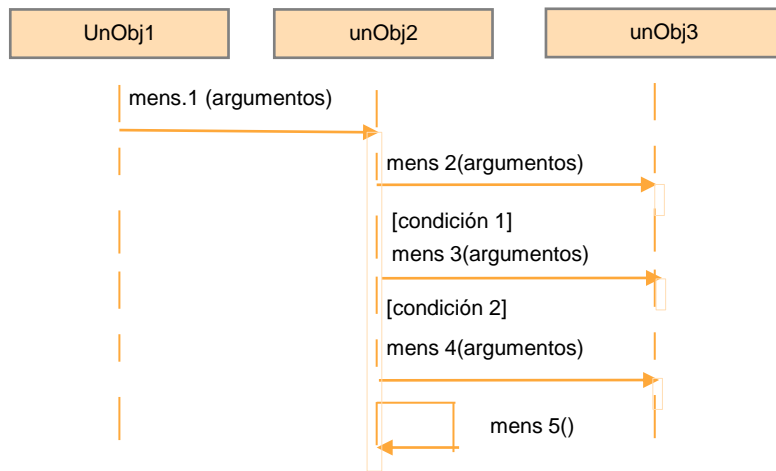 UnObj1
unObj2
unObj3
mens.1 (argumentos)
mens 2(argumentos)
[condición 1]
mens 3(argumentos)
[condición 2]
mens 4(argumentos)
mens 5()